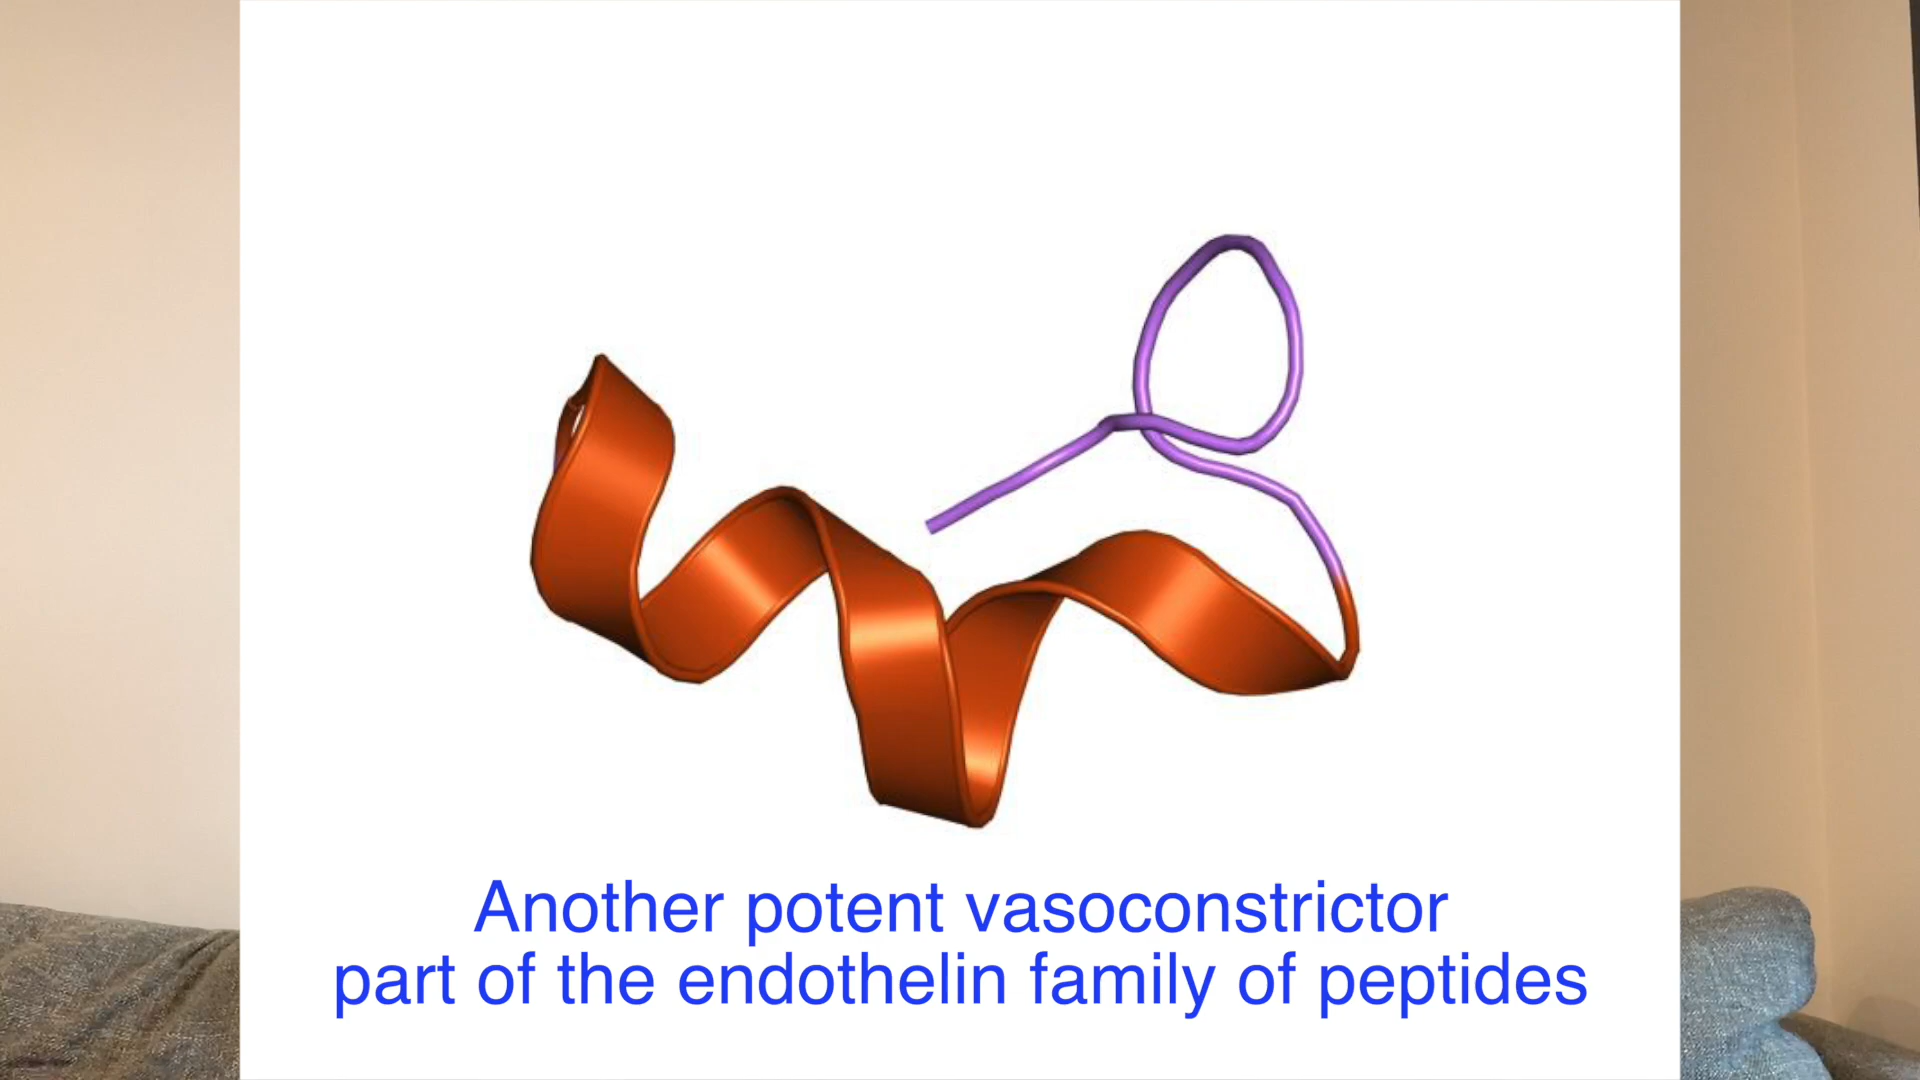 Another potent vasoconstrictor
part of the endothelin family of peptides